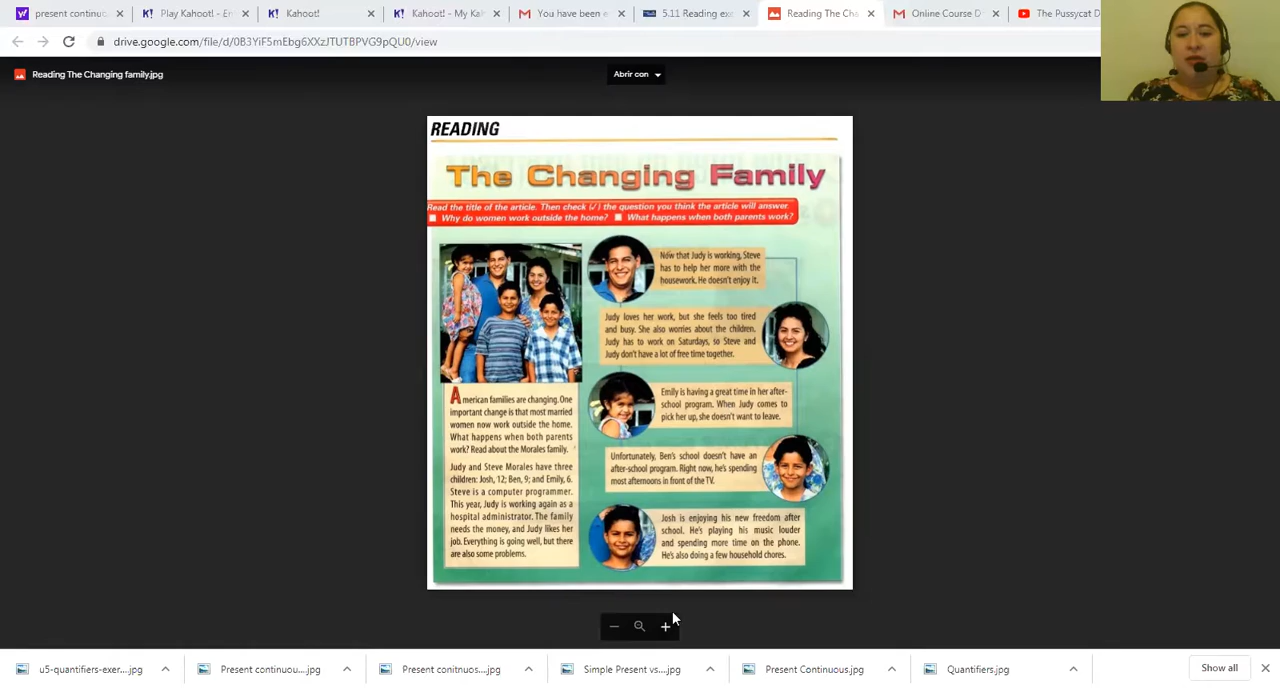 present continuo
Play Kahoot! - En
Kahoot!
Kahoot! - My Ka
You have been e
5.11 Reading exe
Reading The Cha
Online Course D
The Pussycat D
drive.google.com/file/d/0B3YiF5mEbg6XXzJTUTBPVG9pQU0/view
Reading The Changing family.jpg
Abrir con
READING
The Changing Family
Read the title of the article. Then check (✓) the question you think the article will answer.
Why do women work outside the home? What happens when both parents work?
Now that Judy is working, Steve
has to help her more with the
housework. He doesn't enjoy it.
Judy loves her work, but she feels too tired
and busy. She also worries about the children.
Judy has to work on Saturdays, so Steve and
Judy don't have a lot of free time together.
Emily is having a great time in her after-
school program. When Judy comes to
pick her up, she doesn't want to leave.
Unfortunately, Ben's school doesn't have an
after-school program. Right now, he's spending
most afternoons in front of the TV.
Josh is enjoying his new freedom after
school. He's playing his music louder
and spending more time on the phone.
He's also doing a few household chores.
American families are changing. One
important change is that most married
women now work outside the home.
What happens when both parents
work? Read about the Morales family.
Judy and Steve Morales have three
children: Josh, 12; Ben, 9; and Emily, 6.
Steve is a computer programmer.
This year, Judy is working again as a
hospital administrator. The family
needs the money, and Judy likes her
job. Everything is going well, but there
are also some problems.
u5-quantifiers-exer....jpg
Present continuou....jpg
Present conitnuos....jpg
Simple Present vs....jpg
Present Continuous.jpg
Quantifiers.jpg
Show all